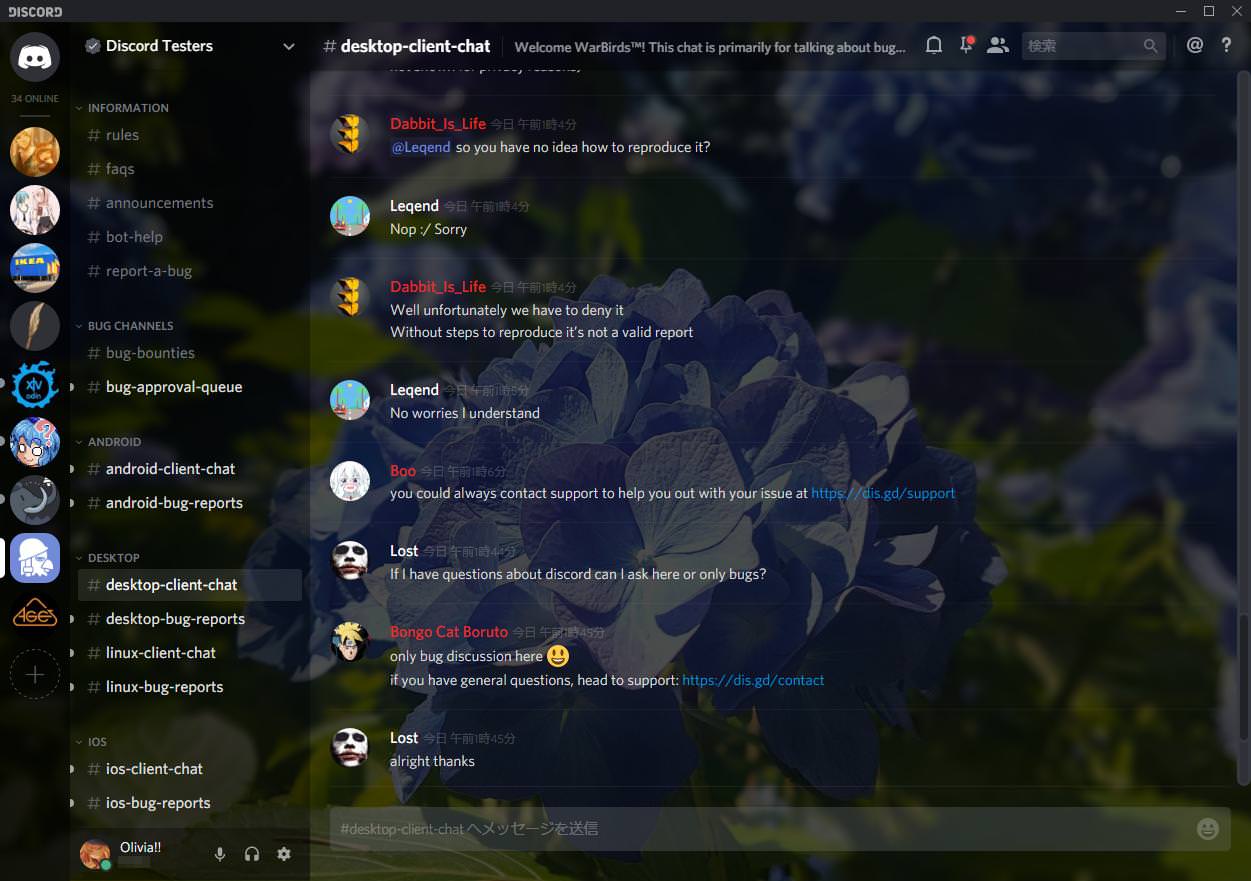 DISCORD
Discord Testers
# desktop-client-chat
Welcome WarBirds™! This chat is primarily for talking about bug...
検索
34 ONLINE
INFORMATION
# rules
# faqs
# announcements
# bot-help
# report-a-bug
BUG CHANNELS
# bug-bounties
# bug-approval-queue
ANDROID
# android-client-chat
# android-bug-reports
DESKTOP
# desktop-client-chat
# desktop-bug-reports
# linux-client-chat
# linux-bug-reports
IOS
# ios-client-chat
# ios-bug-reports
IKEA
XIV
odin
AGES
Olivia!!
Dabbit_Is_Life 今日 午前1時4分
@Leqend so you have no idea how to reproduce it?
Leqend 今日 午前1時4分
Nop :/ Sorry
Dabbit_Is_Life 今日 午前1時4分
Well unfortunately we have to deny it
Without steps to reproduce it's not a valid report
Leqend 今日 午前1時5分
No worries I understand
Boo 今日 午前1時6分
you could always contact support to help you out with your issue at https://dis.gd/support
Lost 今日 午前1時44分
If I have questions about discord can I ask here or only bugs?
Bongo Cat Boruto 今日 午前1時45分
only bug discussion here 😃
if you have general questions, head to support: https://dis.gd/contact
Lost 今日 午前1時45分
alright thanks
#desktop-client-chat へメッセージを送信